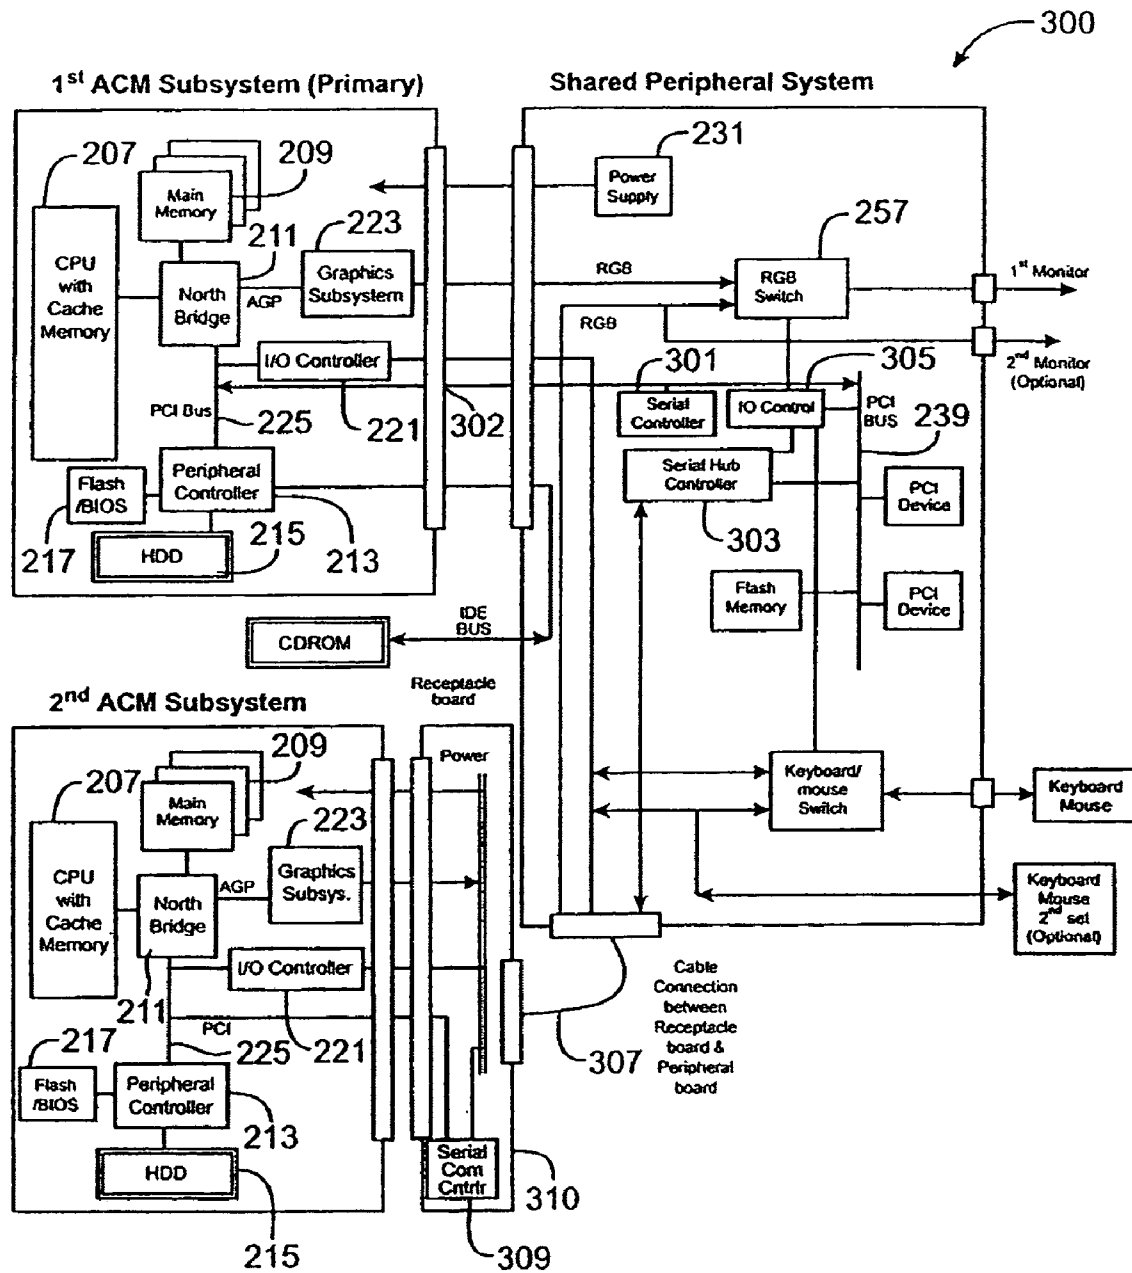 300
1st ACM Subsystem (Primary)
Shared Peripheral System
207
209
231
Main
Memory
Power
Supply
211
223
257
CPU
with
Cache
Memory
North
Bridge
AGP
Graphics
Subsystem
RGB
RGB
Switch
1st Monitor
RGB
I/O Controller
301
305
2nd Monitor
(Optional)
PCI Bus
225
221
302
Serial
Controller
I/O Control
PCI
BUS
239
Flash
/BIOS
Peripheral
Controller
Serial Hub
Controller
PCI
Device
217
HDD
215
213
303
Flash
Memory
PCI
Device
CDROM
IDE
BUS
2nd ACM Subsystem
Receptacle
board
207
209
Power
Main
Memory
223
Keyboard/
mouse
Switch
Keyboard
Mouse
CPU
with
Cache
Memory
North
Bridge
AGP
Graphics
Subsys.
Keyboard
Mouse
2nd set
(Optional)
211
I/O Controller
Cable
Connection
between
Receptacle
board &
Peripheral
board
PCI
217
225
221
307
Flash
/BIOS
Peripheral
Controller
213
HDD
Serial
Com
Cntrlr
310
215
309